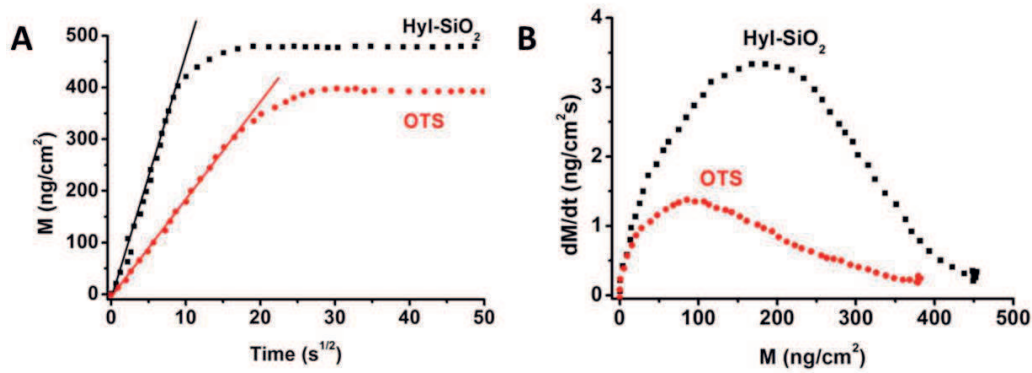 A
M (ng/cm²)
500
400
300
200
100
0
Hyl-SiO₂
OTS
0 10 20 30 40 50
Time (s^1/2)
B
dM/dt (ng/cm²s)
4
3
2
1
0
Hyl-SiO₂
OTS
0 100 200 300 400 500
M (ng/cm²)